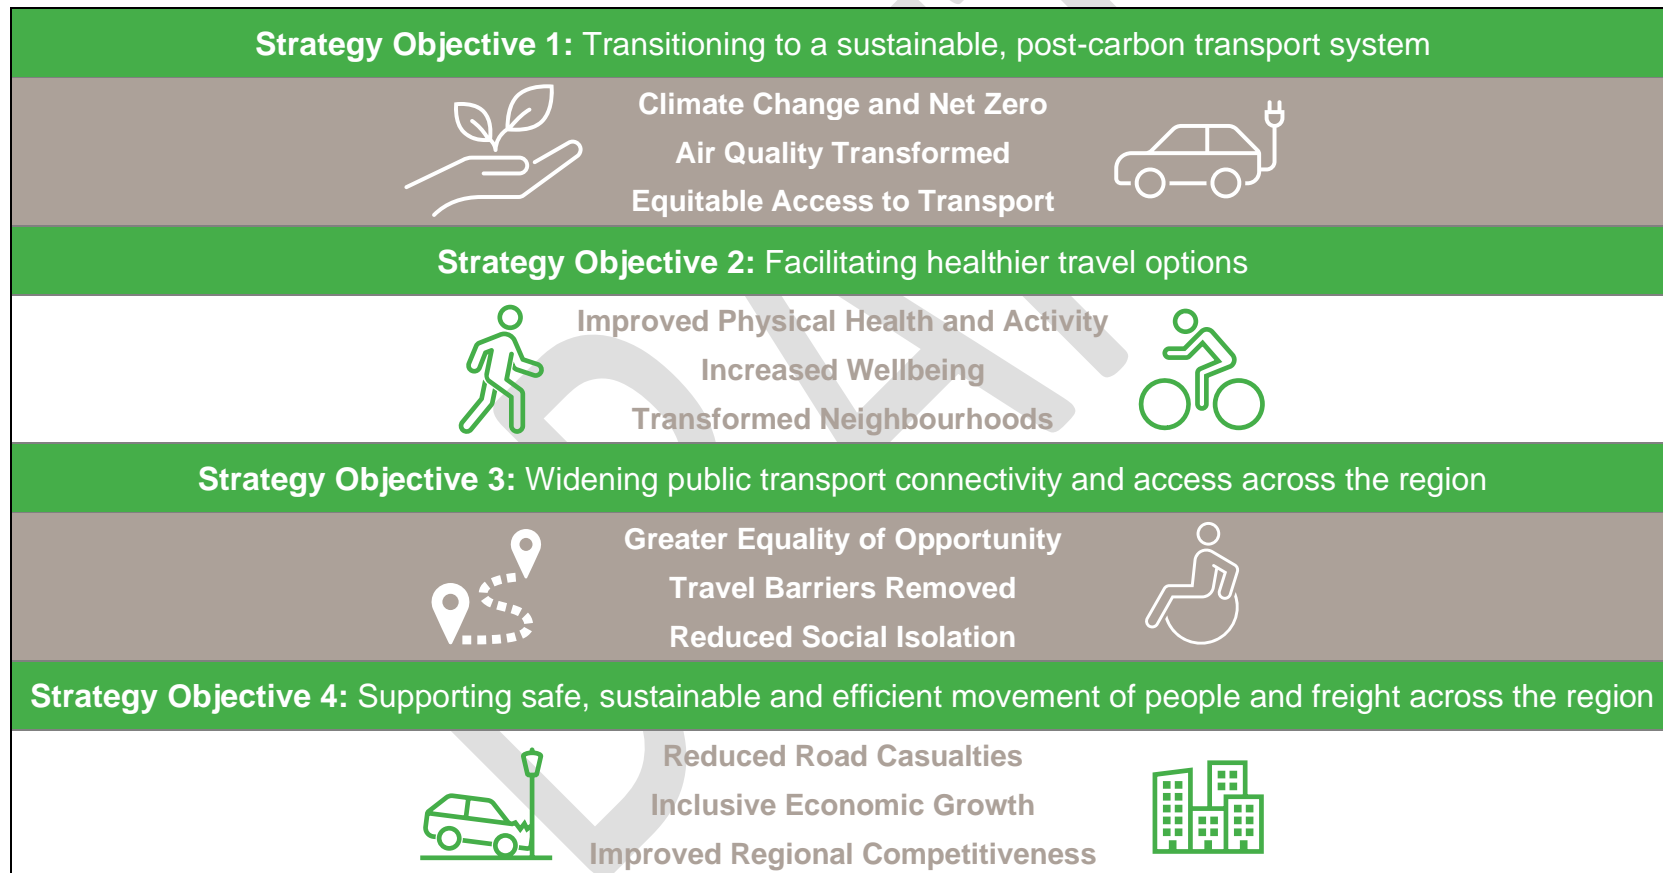 Strategy Objective 1: Transitioning to a sustainable, post-carbon transport system
Climate Change and Net Zero
Air Quality Transformed
Equitable Access to Transport
Strategy Objective 2: Facilitating healthier travel options
Improved Physical Health and Activity
Increased Wellbeing
Transformed Neighbourhoods
Strategy Objective 3: Widening public transport connectivity and access across the region
Greater Equality of Opportunity
Travel Barriers Removed
Reduced Social Isolation
Strategy Objective 4: Supporting safe, sustainable and efficient movement of people and freight across the region
Reduced Road Casualties
Inclusive Economic Growth
Improved Regional Competitiveness